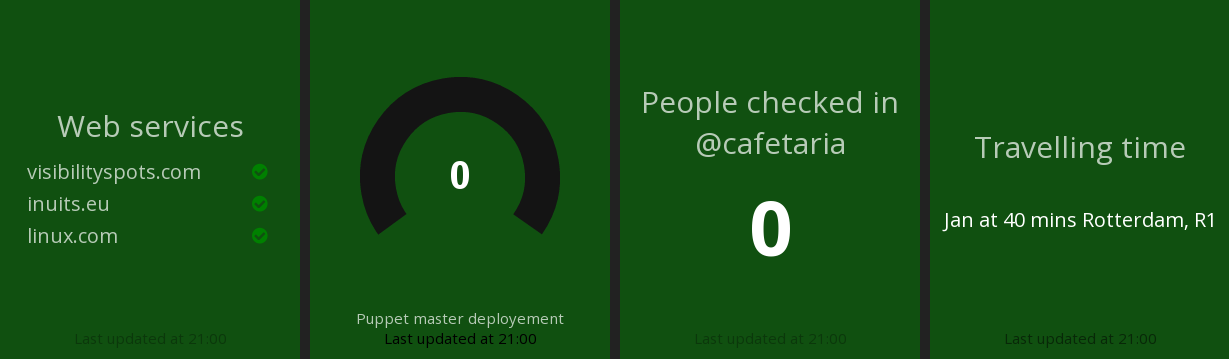 Web services
visibilityspots.com
inuits.eu
linux.com
Last updated at 21:00
0
Puppet master deployement
Last updated at 21:00
People checked in
@cafetaria
0
Last updated at 21:00
Travelling time
Jan at 40 mins Rotterdam, R1
Last updated at 21:00